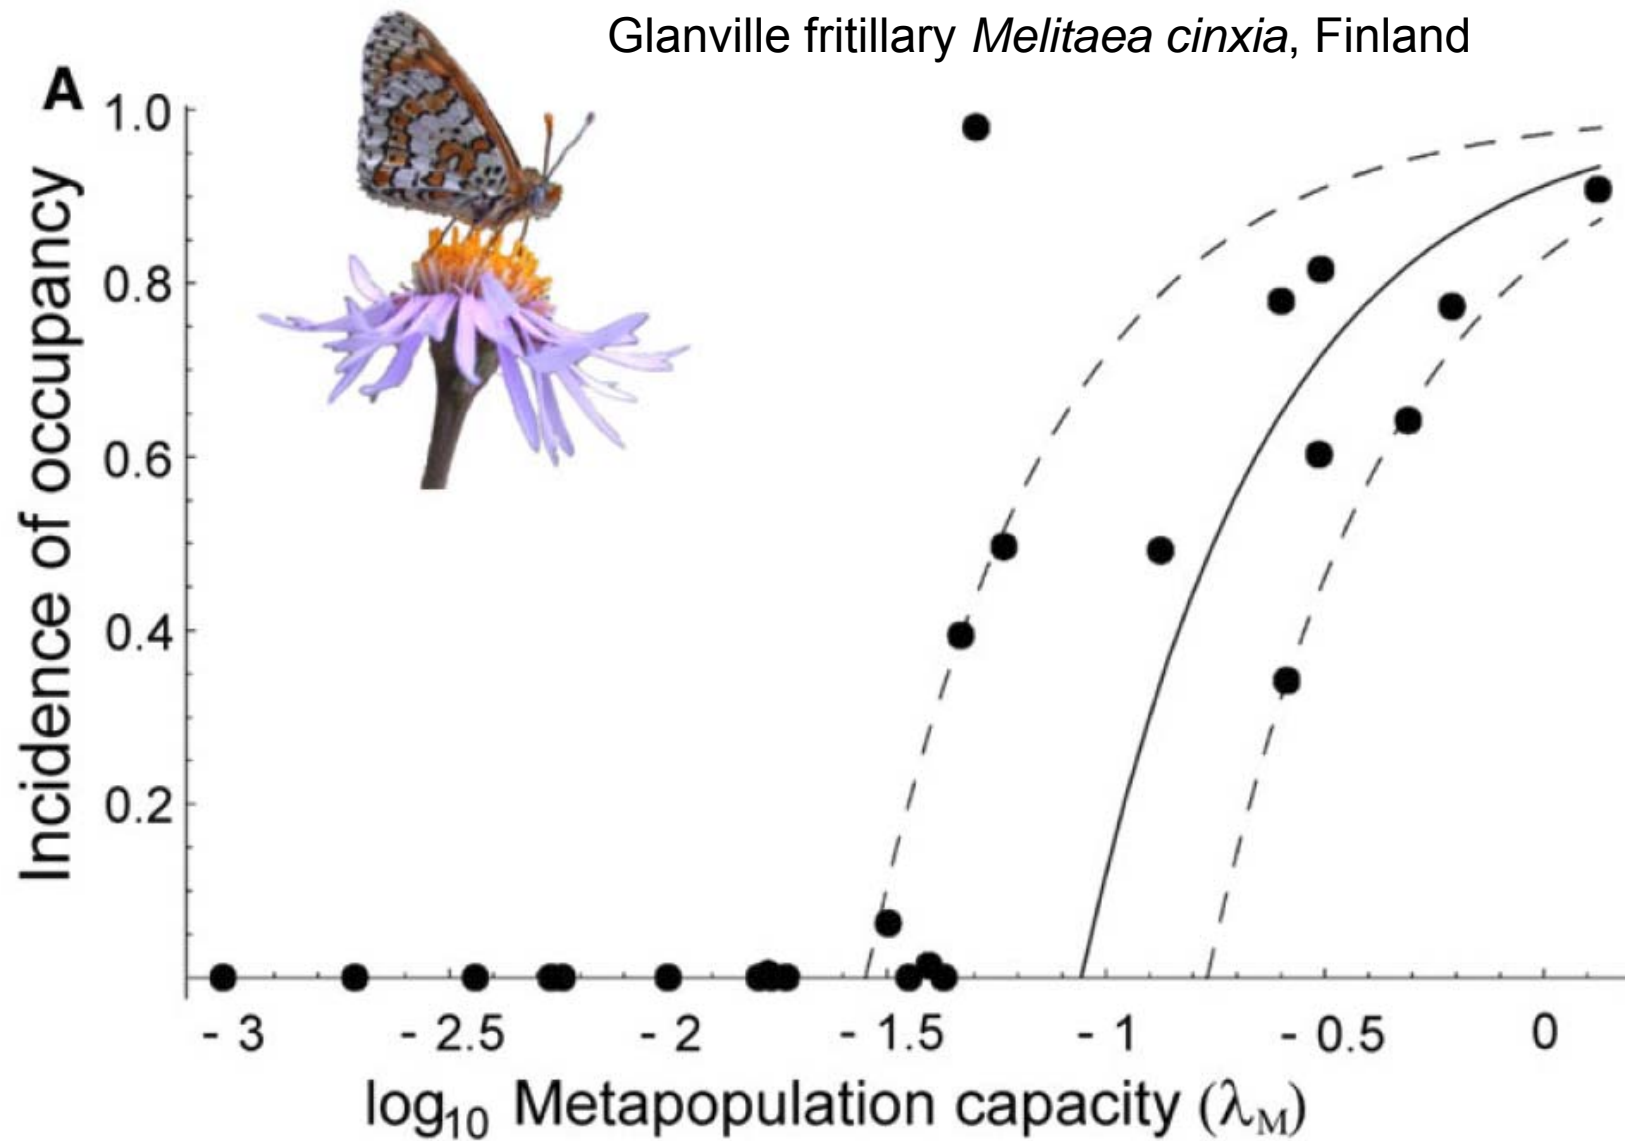 Glanville fritillary Melitaea cinxia, Finland
A
1.0
0.8
0.6
0.4
0.2
Incidence of occupancy
- 3 - 2.5 - 2 - 1.5 - 1 - 0.5 0
log10 Metapopulation capacity (λM)